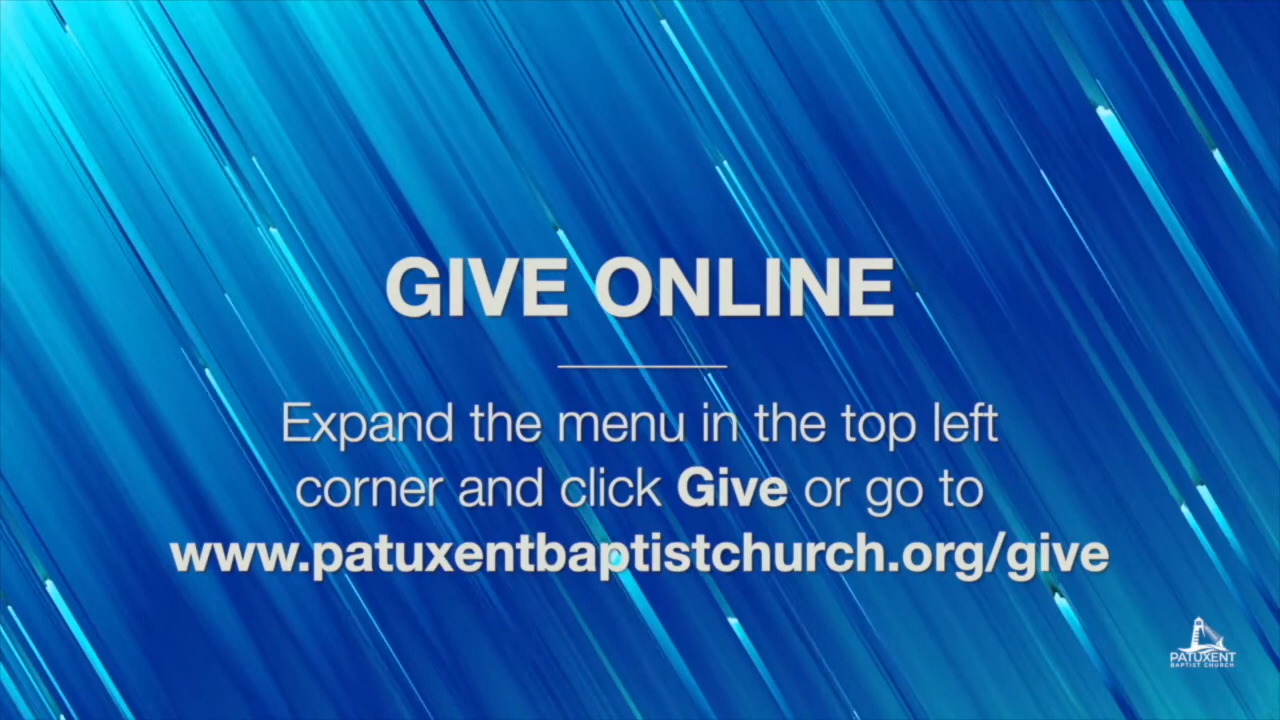 GIVE ONLINE
Expand the menu in the top left
corner and click Give or go to
www.patuxentbaptistchurch.org/give
PATUXENT
BAPTIST CHURCH